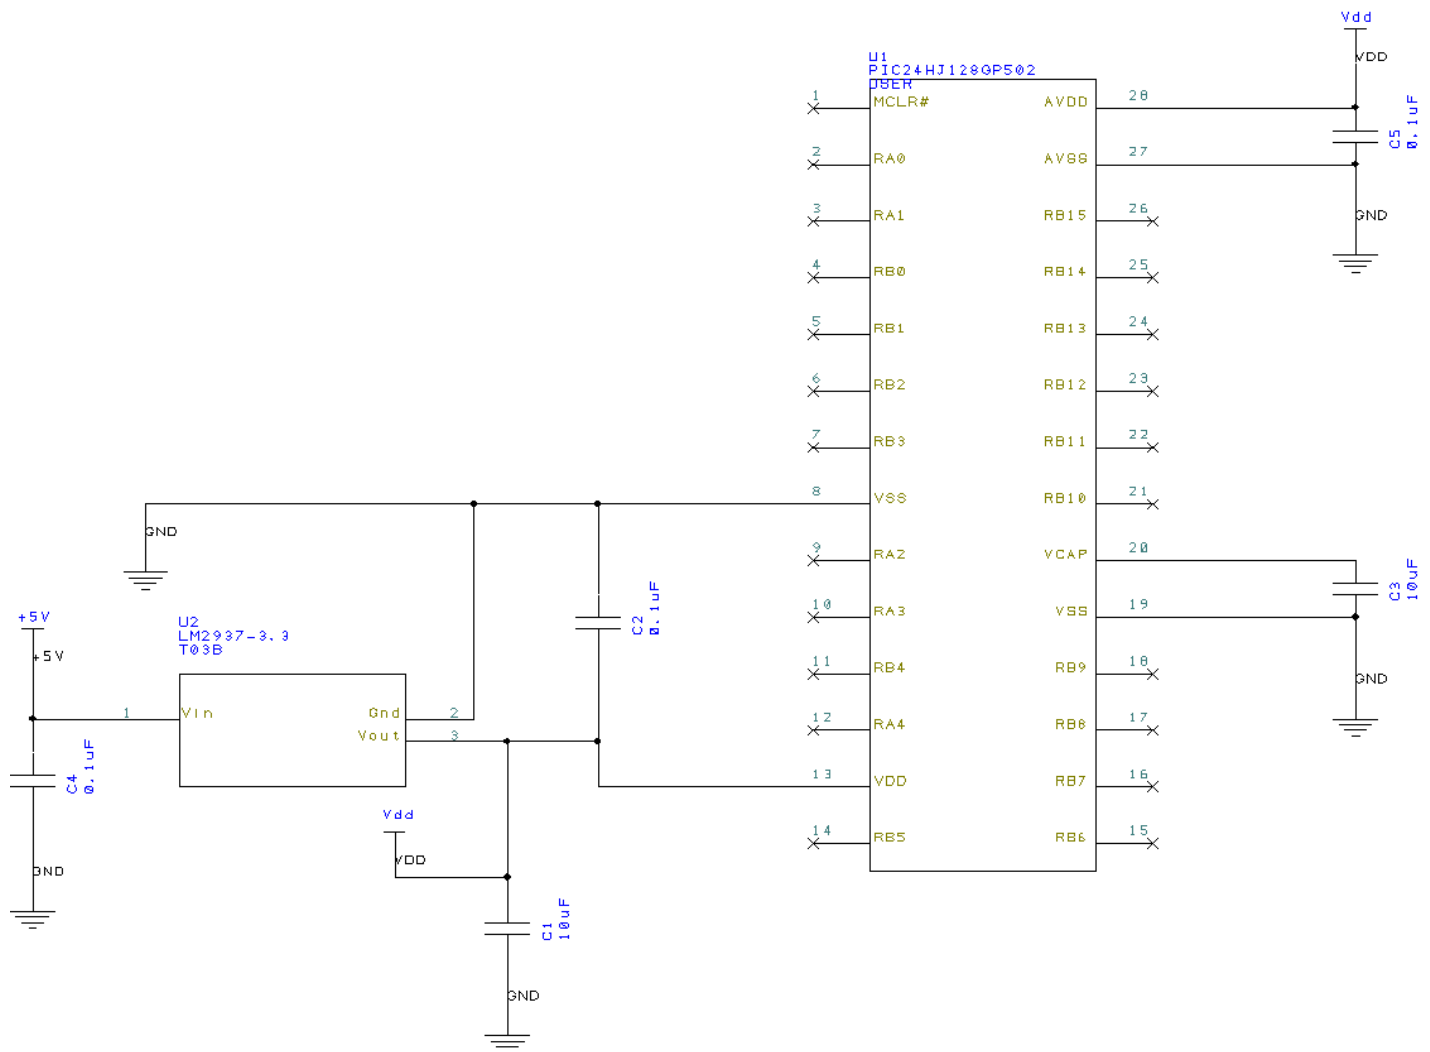 Vdd
VDD
U1
PIC24HJ128GP502
USER
1 MCLR# AVDD 28
C5
0.1uF
2 RA0 AVSS 27
3 RA1 RB15 26
GND
4 RB0 RB14 25
5 RB1 RB13 24
6 RB2 RB12 23
7 RB3 RB11 22
8 VSS RB10 21
GND
9 RA2 VCAP 20
C3
10uF
10 RA3 VSS 19
C2
0.1uF
+5V
+5V
U2
LM2937-3.3
T03B
11 RB4 RB9 18
GND
1 Vin Gnd 2
Vout 3
12 RA4 RB8 17
C4
0.1uF
13 VDD RB7 16
Vdd
VDD
14 RB5 RB6 15
GND
C1
10uF
GND